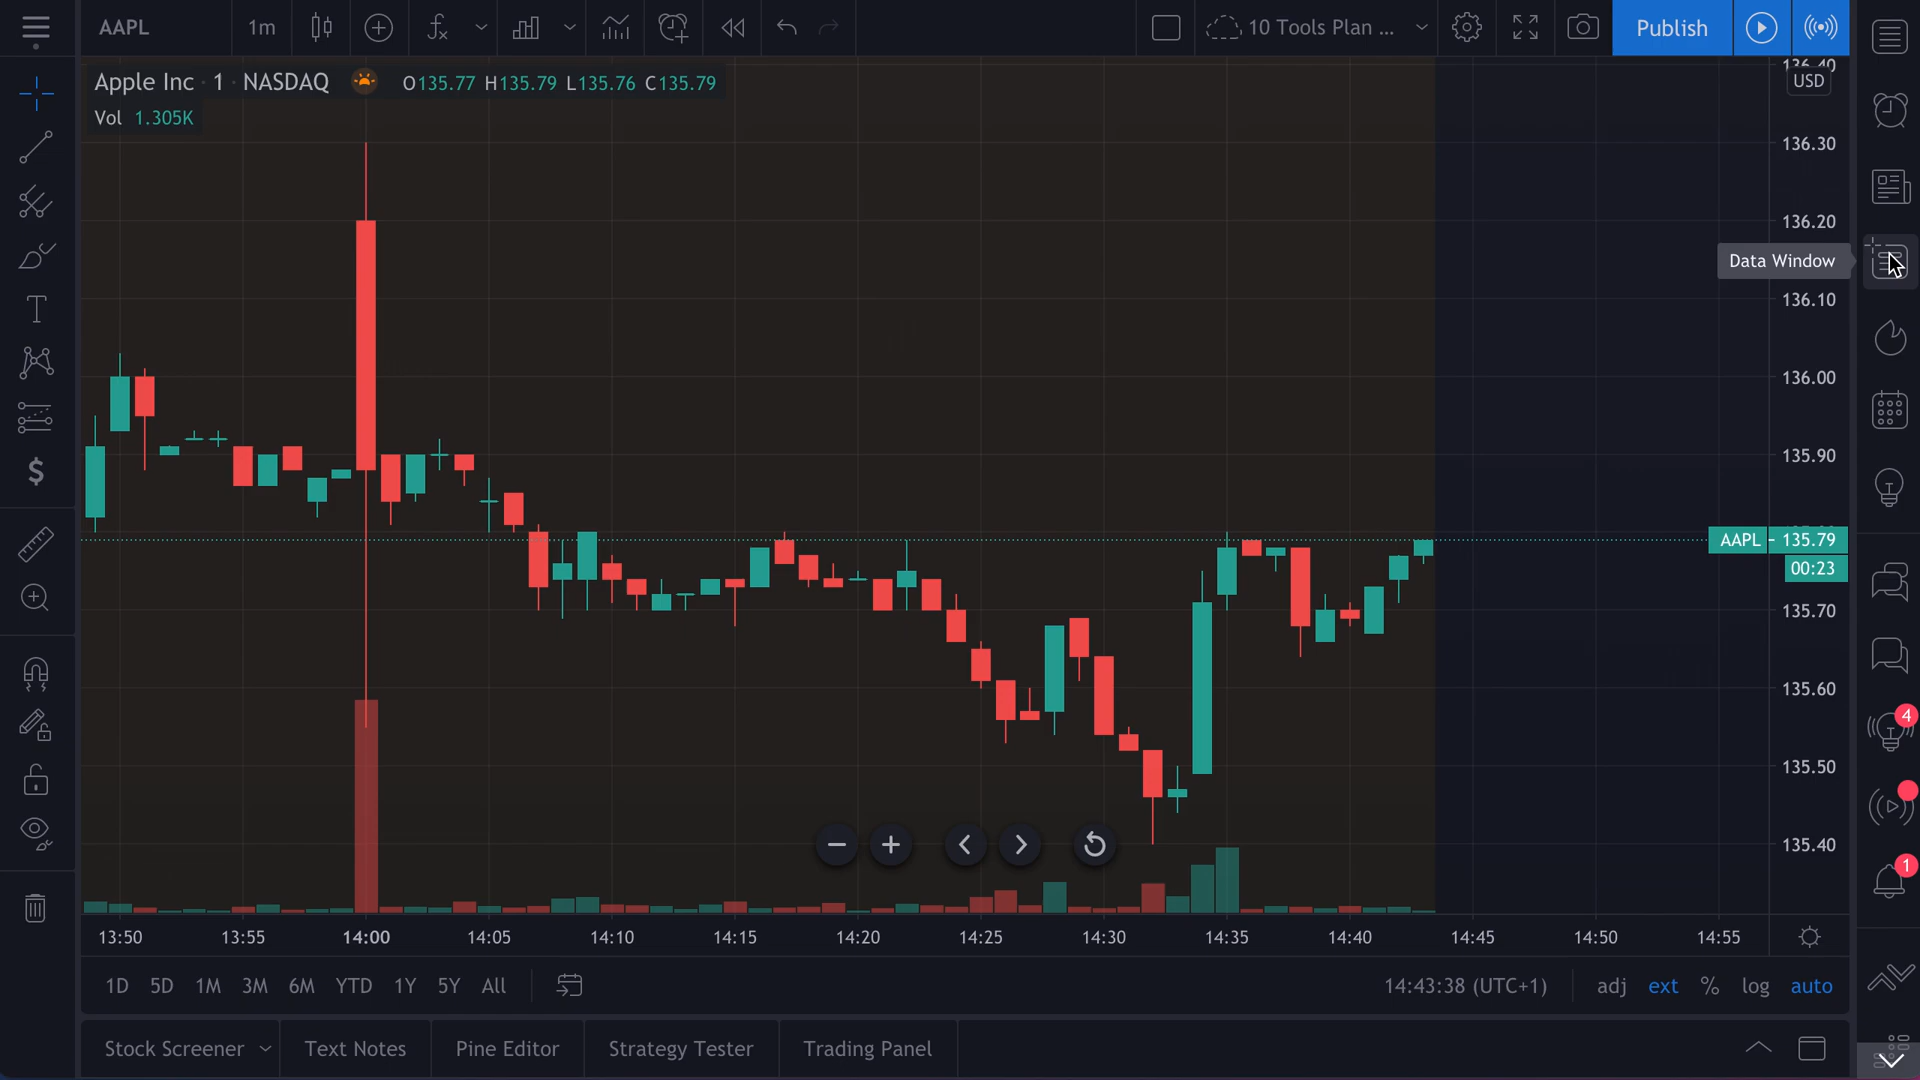 AAPL 1m 10 Tools Plan ... Publish
Apple Inc · 1 · NASDAQ O135.77 H135.79 L135.76 C135.79
Vol 1.305K
136.40
USD
136.30
136.20
Data Window
136.10
136.00
135.90
AAPL - 135.79
00:23
135.70
135.60
4
135.50
135.40
1
13:50 13:55 14:00 14:05 14:10 14:15 14:20 14:25 14:30 14:35 14:40 14:45 14:50 14:55
1D 5D 1M 3M 6M YTD 1Y 5Y All 14:43:38 (UTC+1) adj ext % log auto
Stock Screener Text Notes Pine Editor Strategy Tester Trading Panel